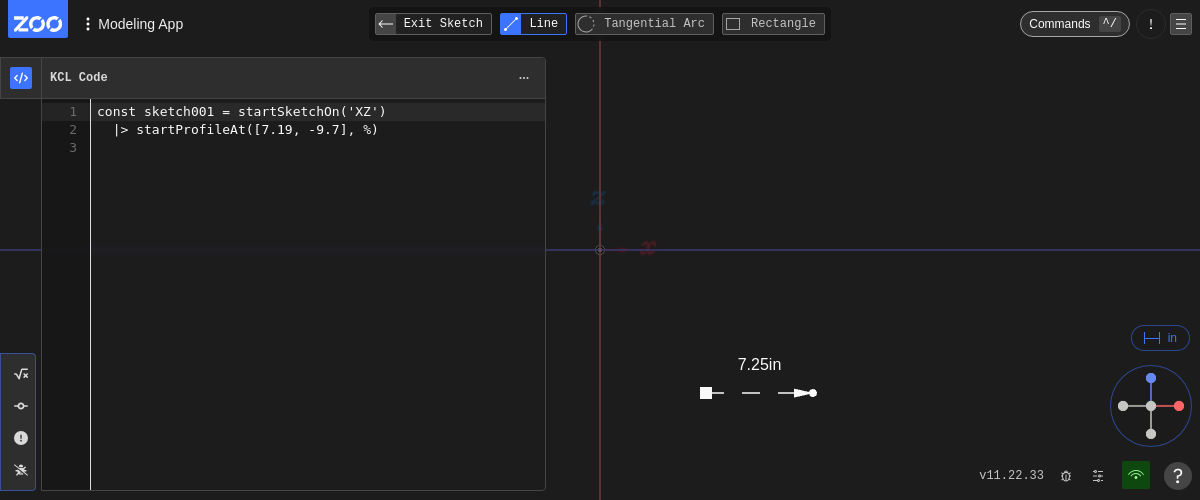 ZOO Modeling App Exit Sketch Line Tangential Arc Rectangle Commands ^/ !
KCL Code ...
1 const sketch001 = startSketchOn('XZ')
2 |> startProfileAt([7.19, -9.7], %)
3
z
x
in
7.25in
v11.22.33 ?